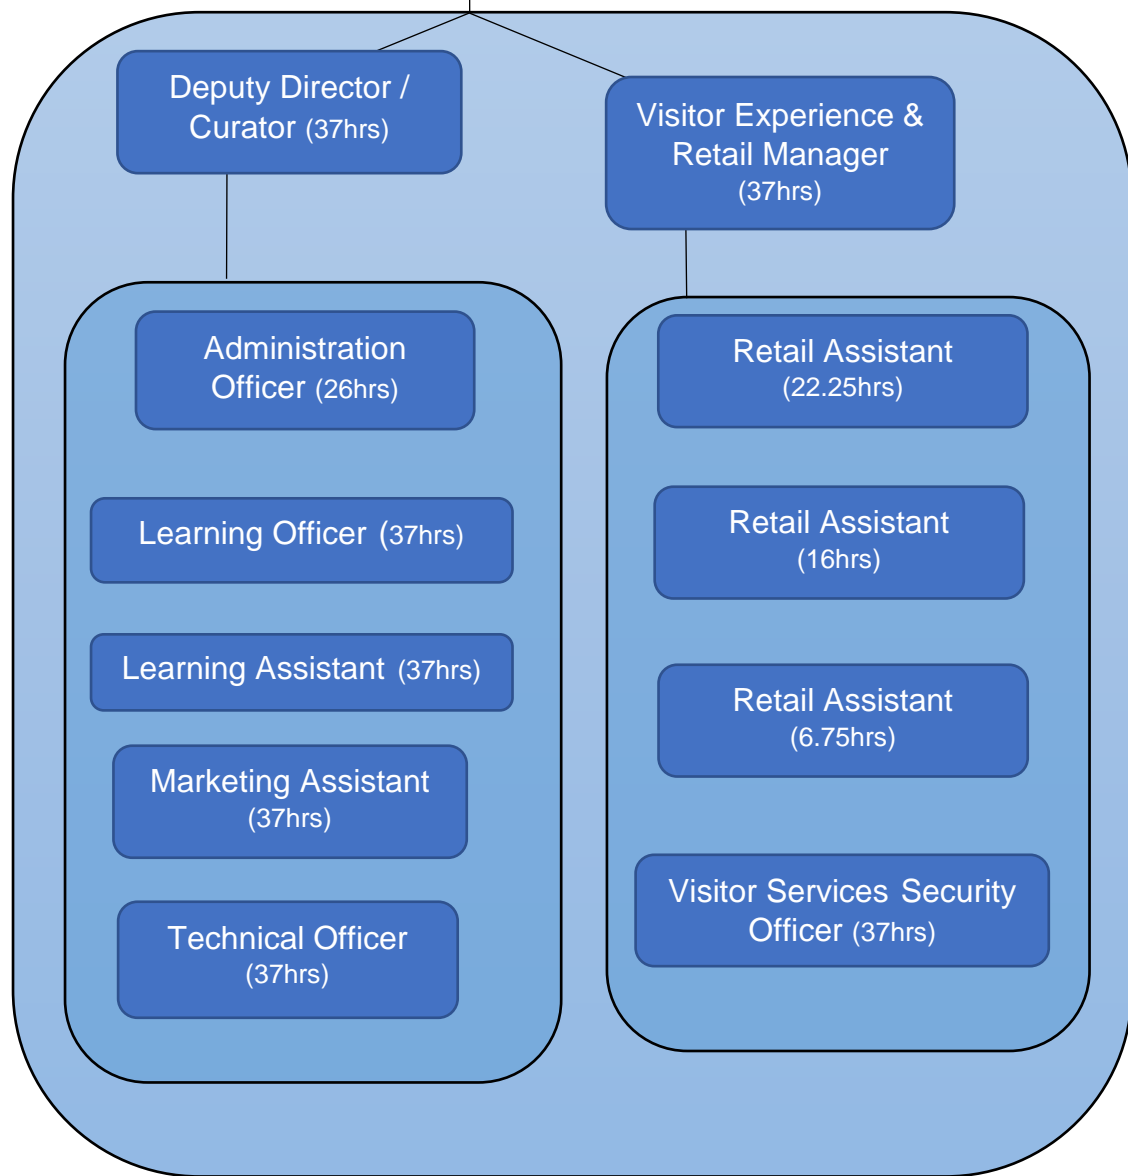 Deputy Director /
Curator (37hrs)
Visitor Experience &
Retail Manager
(37hrs)
Administration
Officer (26hrs)
Learning Officer (37hrs)
Learning Assistant (37hrs)
Marketing Assistant
(37hrs)
Technical Officer
(37hrs)
Retail Assistant
(22.25hrs)
Retail Assistant
(16hrs)
Retail Assistant
(6.75hrs)
Visitor Services Security
Officer (37hrs)